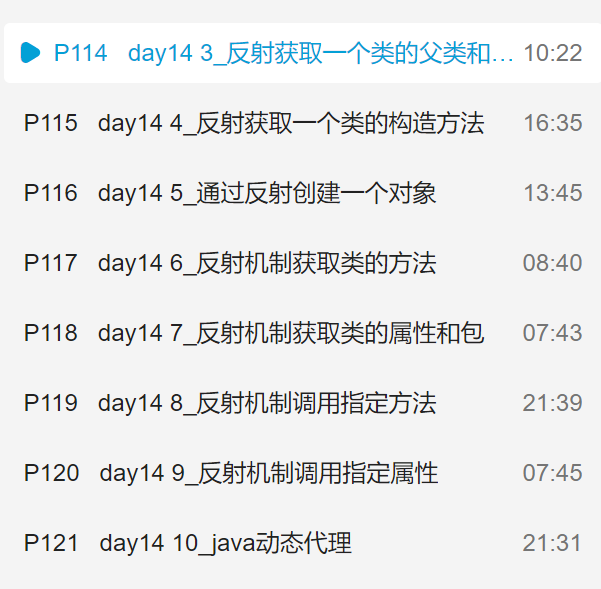 P114 day14 3_反射获取一个类的父类和... 10:22
P115 day14 4_反射获取一个类的构造方法 16:35
P116 day14 5_通过反射创建一个对象 13:45
P117 day14 6_反射机制获取类的方法 08:40
P118 day14 7_反射机制获取类的属性和包 07:43
P119 day14 8_反射机制调用指定方法 21:39
P120 day14 9_反射机制调用指定属性 07:45
P121 day14 10_java动态代理 21:31